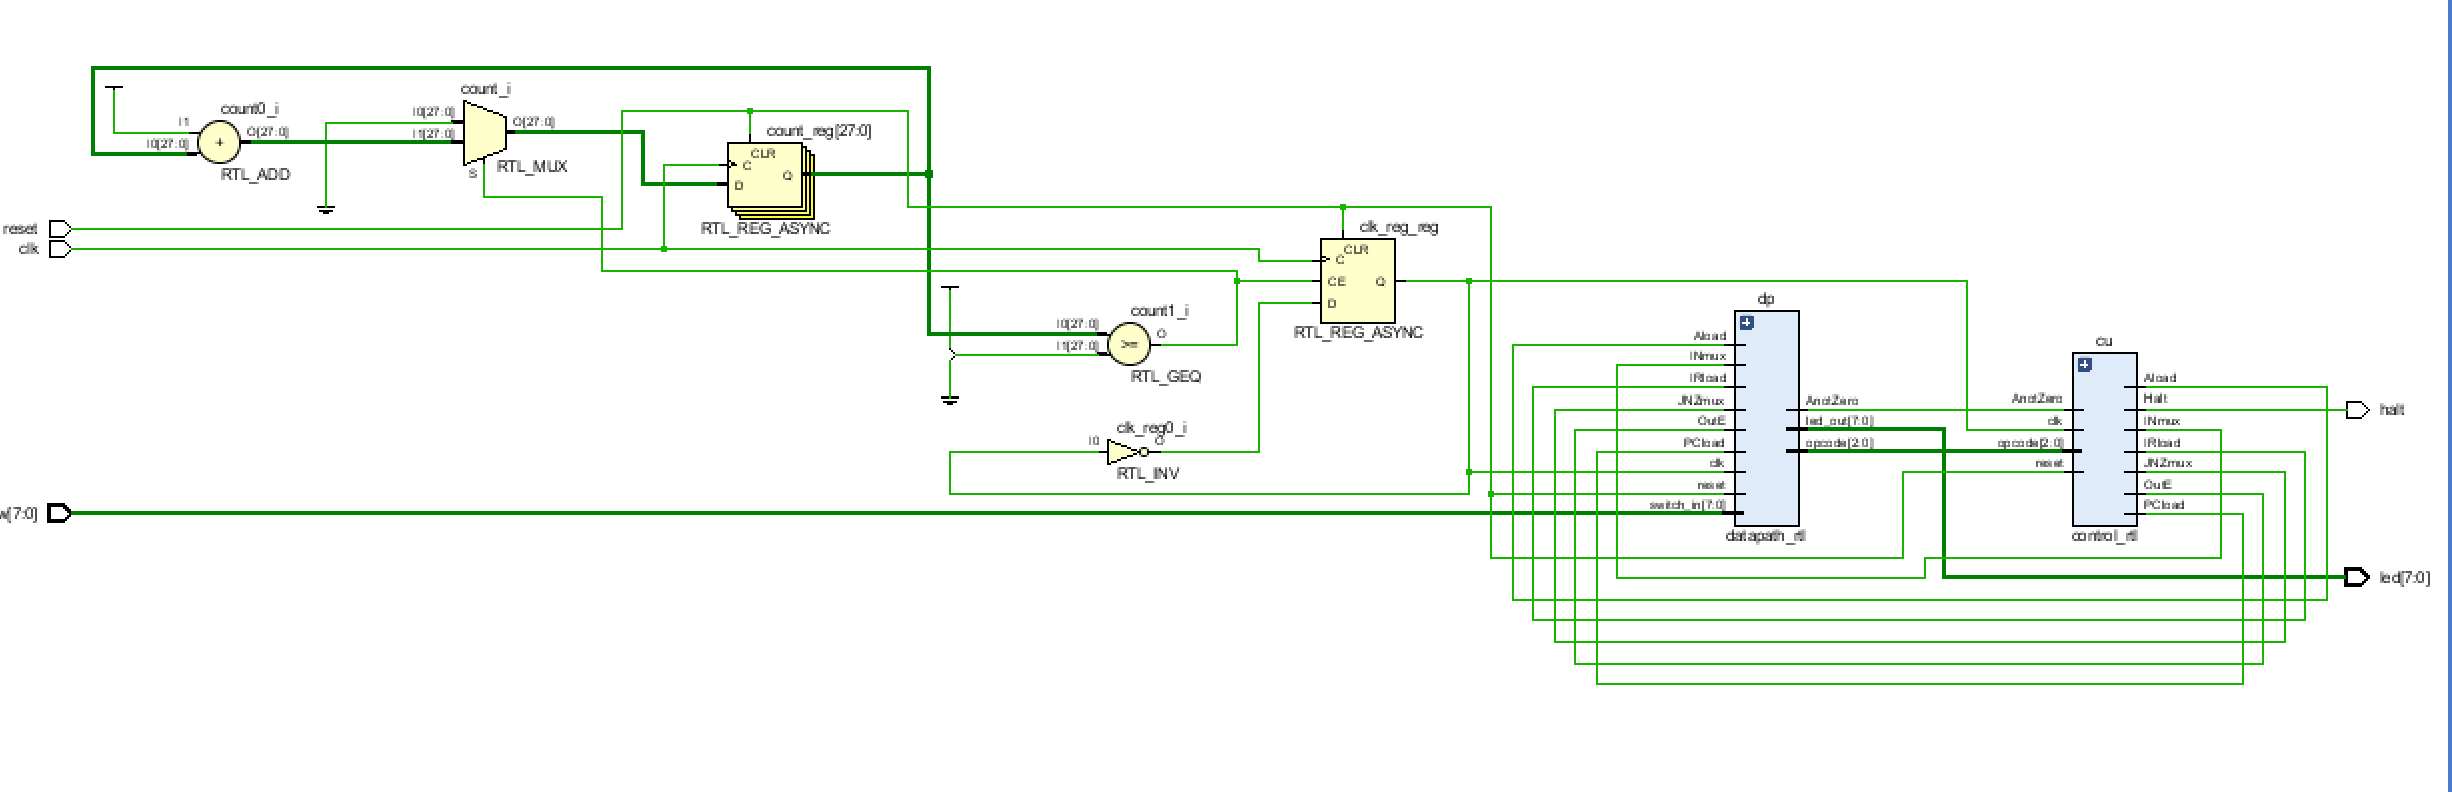 count0_i
I1
I0[27:0]
O[27:0]
+
RTL_ADD
count_i
I0[27:0]
I1[27:0]
O[27:0]
S
RTL_MUX
count_reg[27:0]
CLR
C
D
Q
RTL_REG_ASYNC
reset
clk
clk_reg_reg
CLR
C
CE
D
Q
RTL_REG_ASYNC
count1_i
I0[27:0]
I1[27:0]
O
>=
RTL_GEQ
clk_reg0_i
I0
O
RTL_INV
w[7:0]
dp
Aload
INmux
IRload
JNZmux
OutE
PCload
clk
reset
switch_in[7:0]
AnotZero
led_out[7:0]
opcode[2:0]
datapath_rtl
cu
AnotZero
clk
opcode[2:0]
reset
Aload
Halt
INmux
IRload
JNZmux
OutE
PCload
control_rtl
halt
led[7:0]